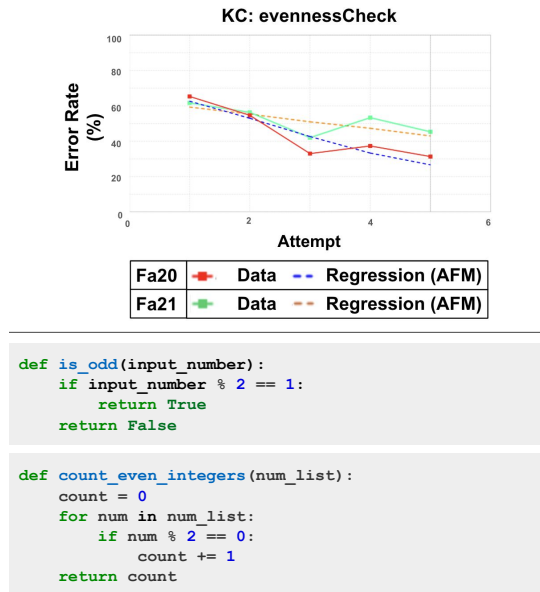 KC: evennessCheck
100
80
60
40
20
0
0 2 4 6
Error Rate
(%)
Attempt
Fa20 Data Regression (AFM)
Fa21 Data Regression (AFM)
def is_odd(input_number):
    if input_number % 2 == 1:
        return True
    return False
def count_even_integers(num_list):
    count = 0
    for num in num_list:
        if num % 2 == 0:
            count += 1
    return count